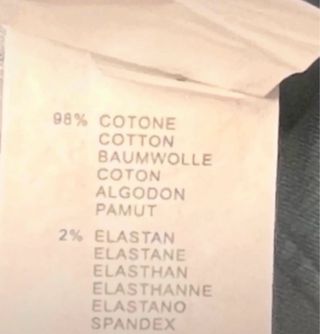 98% COTONE
COTTON
BAUMWOLLE
COTON
ALGODON
PAMUT
2% ELASTAN
ELASTANE
ELASTHAN
ELASTHANNE
ELASTANO
SPANDEX